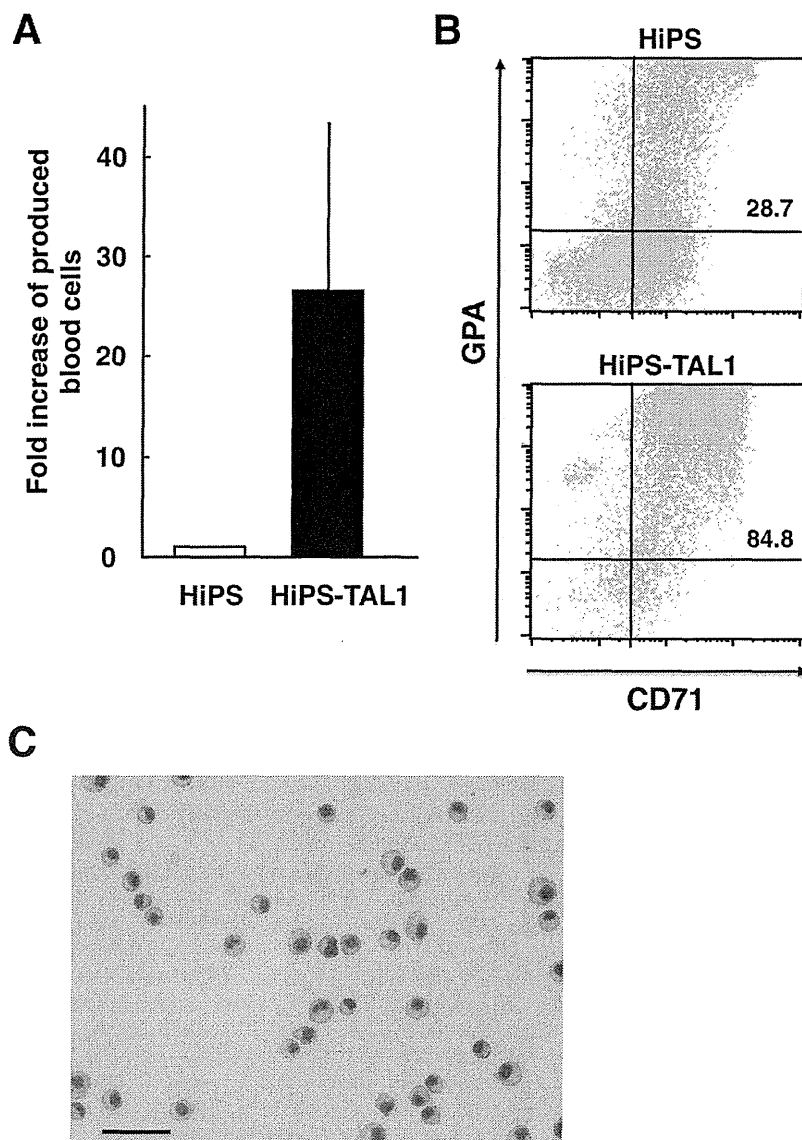 A
Fold increase of produced
blood cells
40
30
20
10
0
HiPS
HiPS-TAL1
B
HiPS
28.7
HiPS-TAL1
84.8
GPA
CD71
C